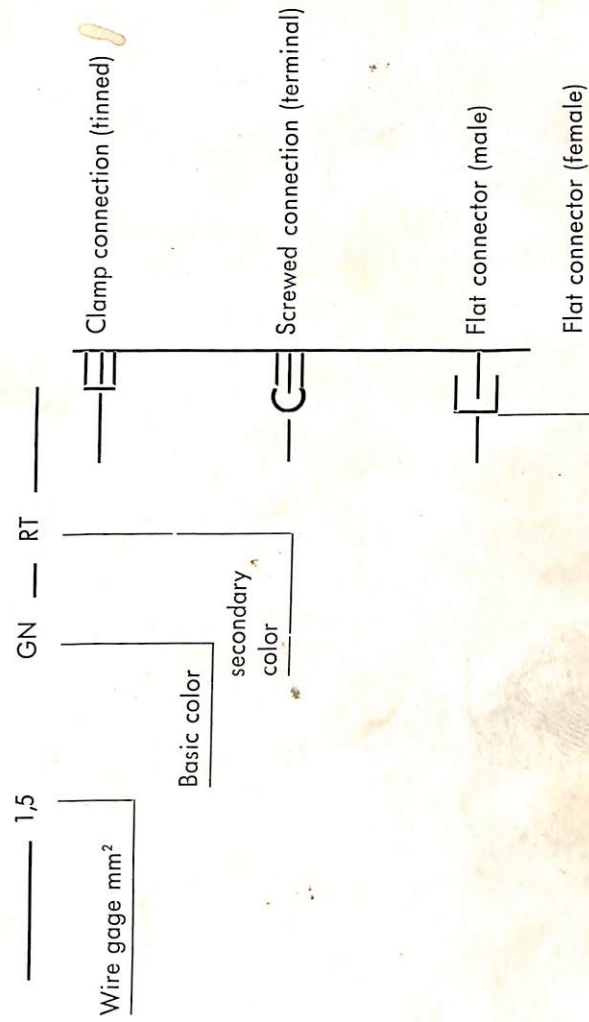 1,5 — GN — RT
Wire gage mm²
Basic color
secondary
color
Clamp connection (tinned)
Screwed connection (terminal)
Flat connector (male)
Flat connector (female)